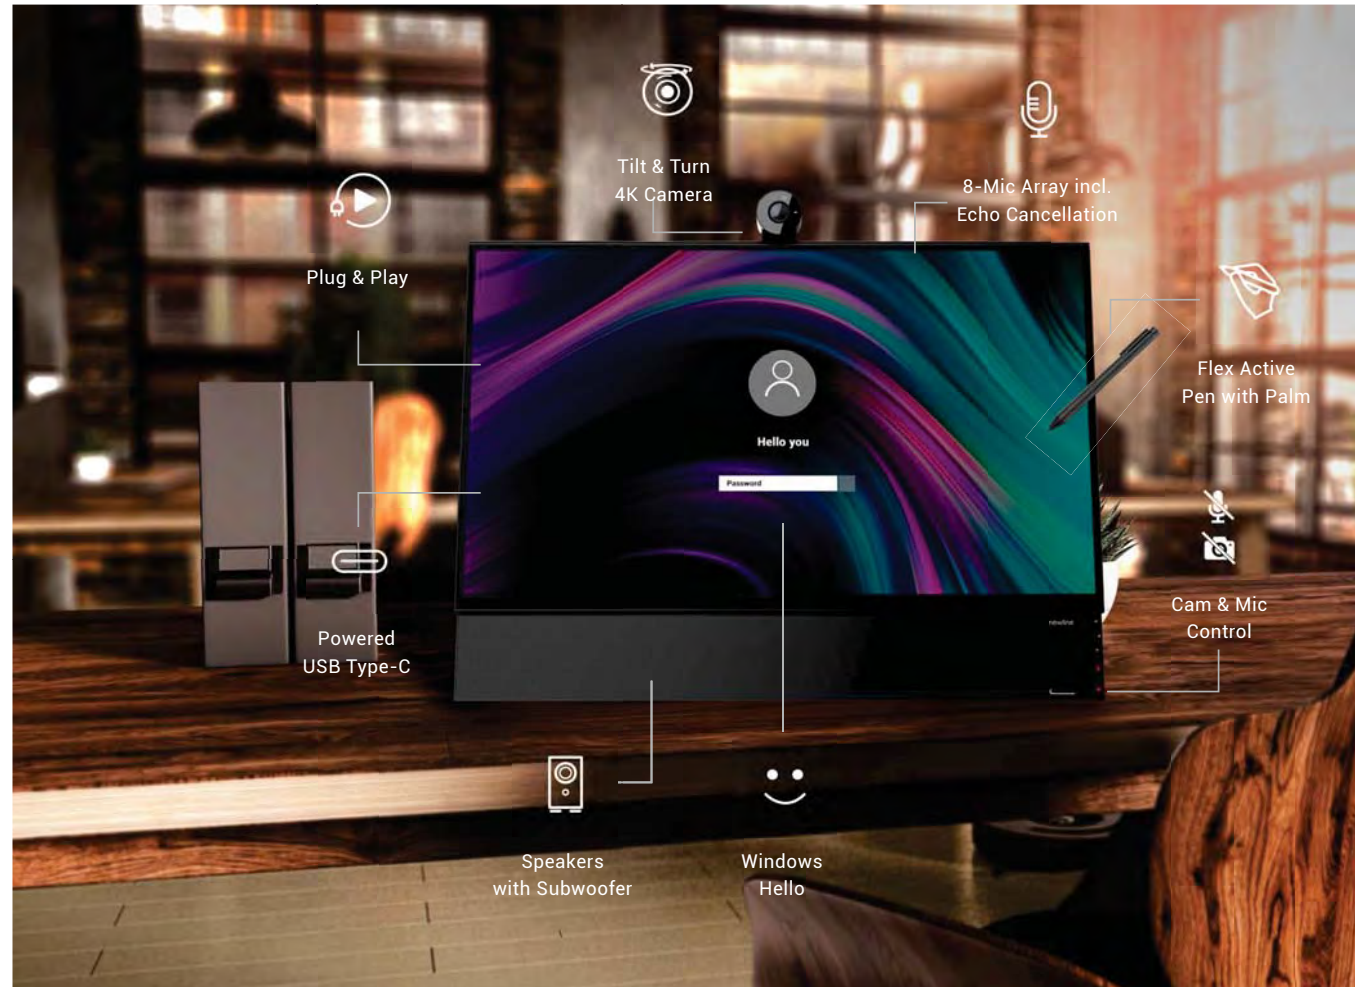 Tilt & Turn
4K Camera
8-Mic Array incl.
Echo Cancellation
Plug & Play
Flex Active
Pen with Palm
Hello you
Password
Cam & Mic
Control
newline
Powered
USB Type-C
Speakers
with Subwoofer
Windows
Hello